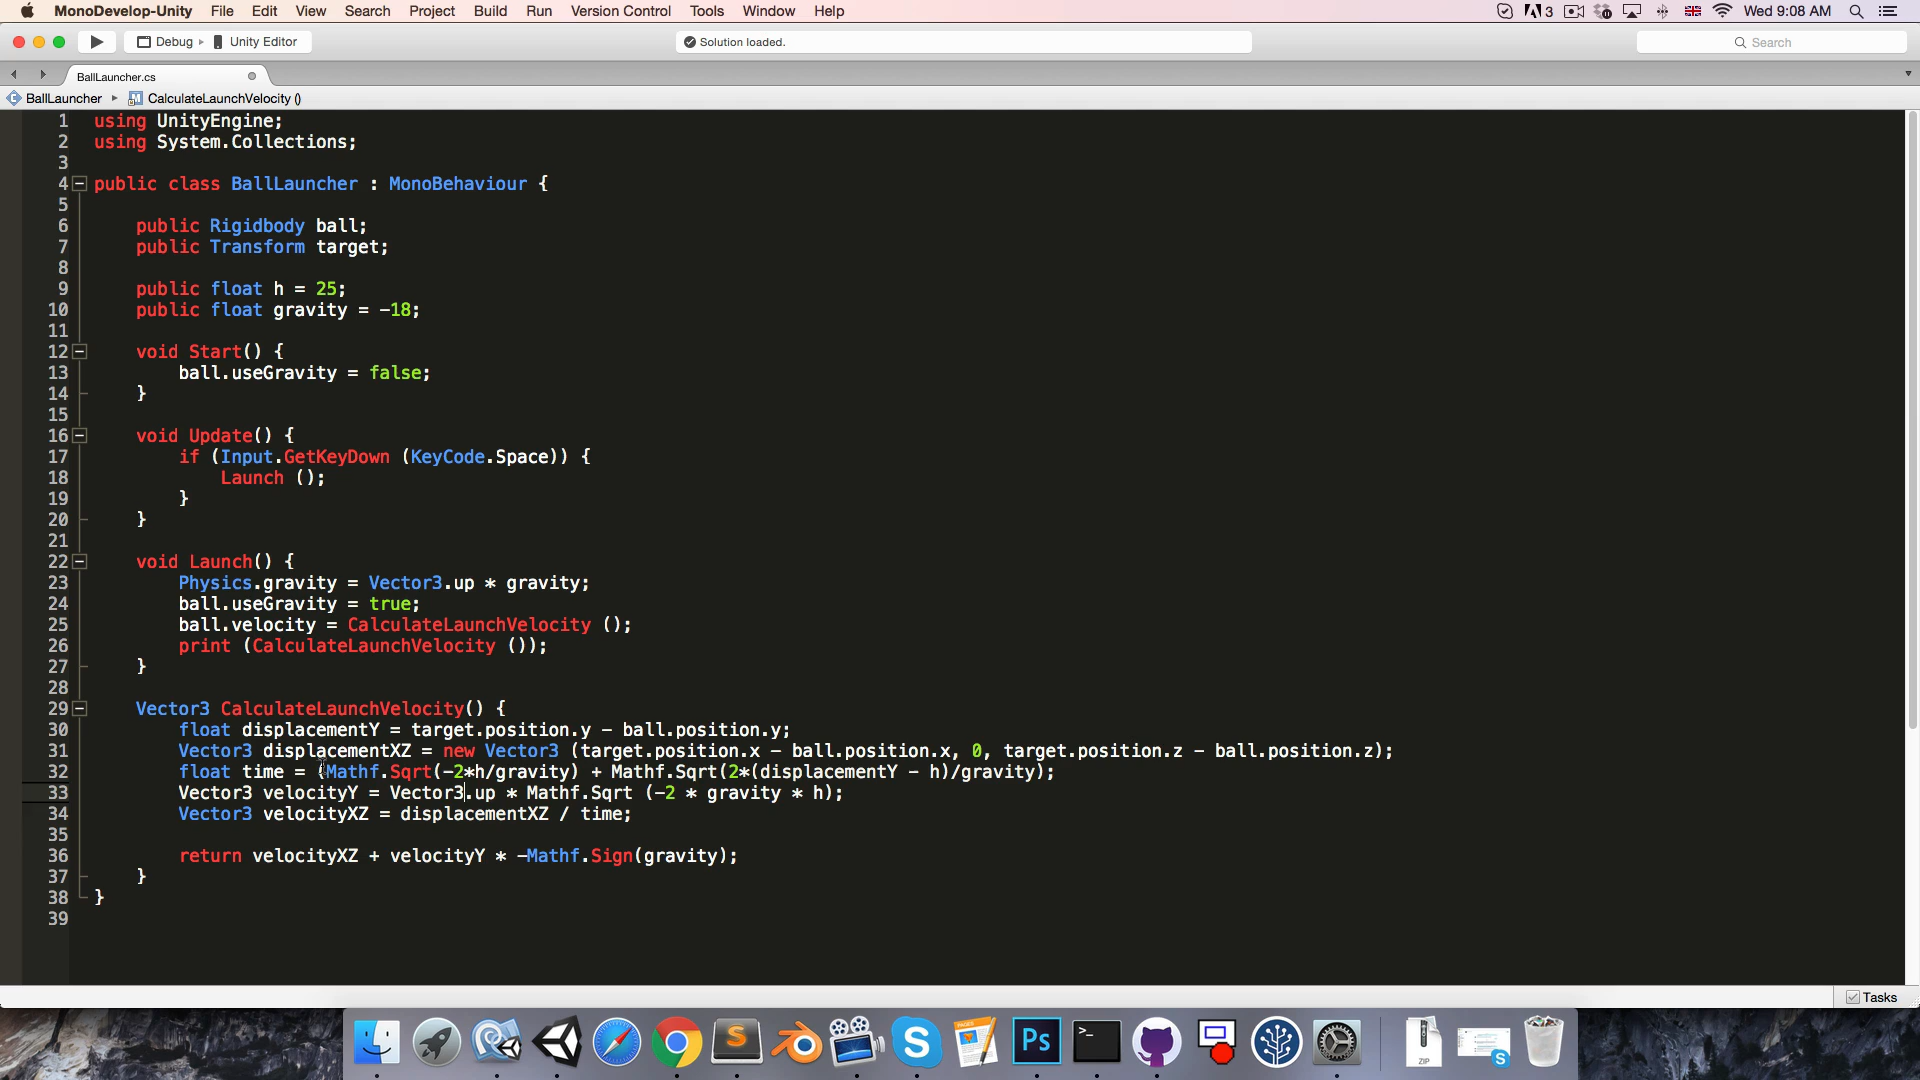 MonoDevelop-Unity File Edit View Search Project Build Run Version Control Tools Window Help 3 Wed 9:08 AM
Debug Unity Editor Solution loaded. Search
BallLauncher.cs
BallLauncher CalculateLaunchVelocity ()
1 using UnityEngine;
2 using System.Collections;
3
4 public class BallLauncher : MonoBehaviour {
5
6 public Rigidbody ball;
7 public Transform target;
8
9 public float h = 25;
10 public float gravity = -18;
11
12 void Start() {
13 ball.useGravity = false;
14 }
15
16 void Update() {
17 if (Input.GetKeyDown (KeyCode.Space)) {
18 Launch ();
19 }
20 }
21
22 void Launch() {
23 Physics.gravity = Vector3.up * gravity;
24 ball.useGravity = true;
25 ball.velocity = CalculateLaunchVelocity ();
26 print (CalculateLaunchVelocity ());
27 }
28
29 Vector3 CalculateLaunchVelocity() {
30 float displacementY = target.position.y - ball.position.y;
31 Vector3 displacementXZ = new Vector3 (target.position.x - ball.position.x, 0, target.position.z - ball.position.z);
32 float time = (Mathf.Sqrt(-2*h/gravity) + Mathf.Sqrt(2*(displacementY - h)/gravity);
33 Vector3 velocityY = Vector3.up * Mathf.Sqrt (-2 * gravity * h);
34 Vector3 velocityXZ = displacementXZ / time;
35
36 return velocityXZ + velocityY * -Mathf.Sign(gravity);
37 }
38 }
39
Tasks
PAGES
Ps
ZIP